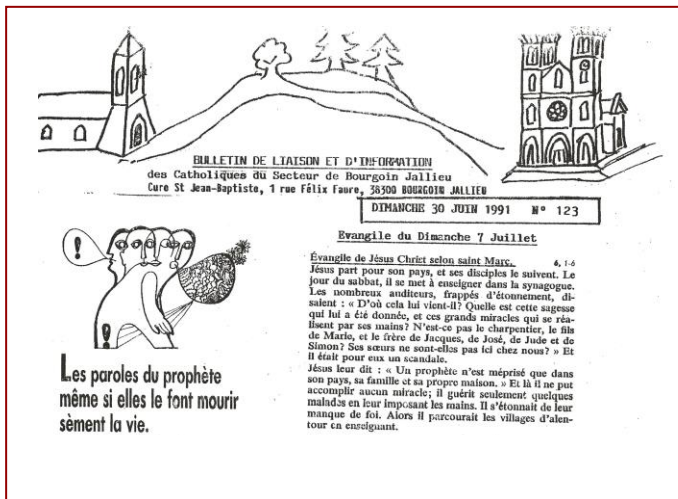 BULLETIN DE LIAISON ET D'INFORMATION
des Catholiques du Secteur de Bourgoin Jallieu
Cure St Jean-Baptiste, 1 rue Félix Faure, 38300 BOURGOIN JALLIEU
DIMANCHE 30 JUIN 1991 N° 123
!
!
Les paroles du prophète
même si elles le font mourir
sèment la vie.
Evangile du Dimanche 7 Juillet
Évangile de Jésus Christ selon saint Marc. 6, 1-6
Jésus part pour son pays, et ses disciples le suivent. Le
jour du sabbat, il se met à enseigner dans la synagogue.
Les nombreux auditeurs, frappés d'étonnement, di-
saient : « D'où cela lui vient-il? Quelle est cette sagesse
qui lui a été donnée, et ces grands miracles qui se réa-
lisent par ses mains? N'est-ce pas le charpentier, le fils
de Marie, et le frère de Jacques, de José, de Jude et de
Simon? Ses sœurs ne sont-elles pas ici chez nous? » Et
il était pour eux un scandale.
Jésus leur dit : « Un prophète n'est méprisé que dans
son pays, sa famille et sa propre maison. » Et là il ne put
accomplir aucun miracle; il guérit seulement quelques
malades en leur imposant les mains. Il s'étonnait de leur
manque de foi. Alors il parcourait les villages d'alen-
tour en enseignant.